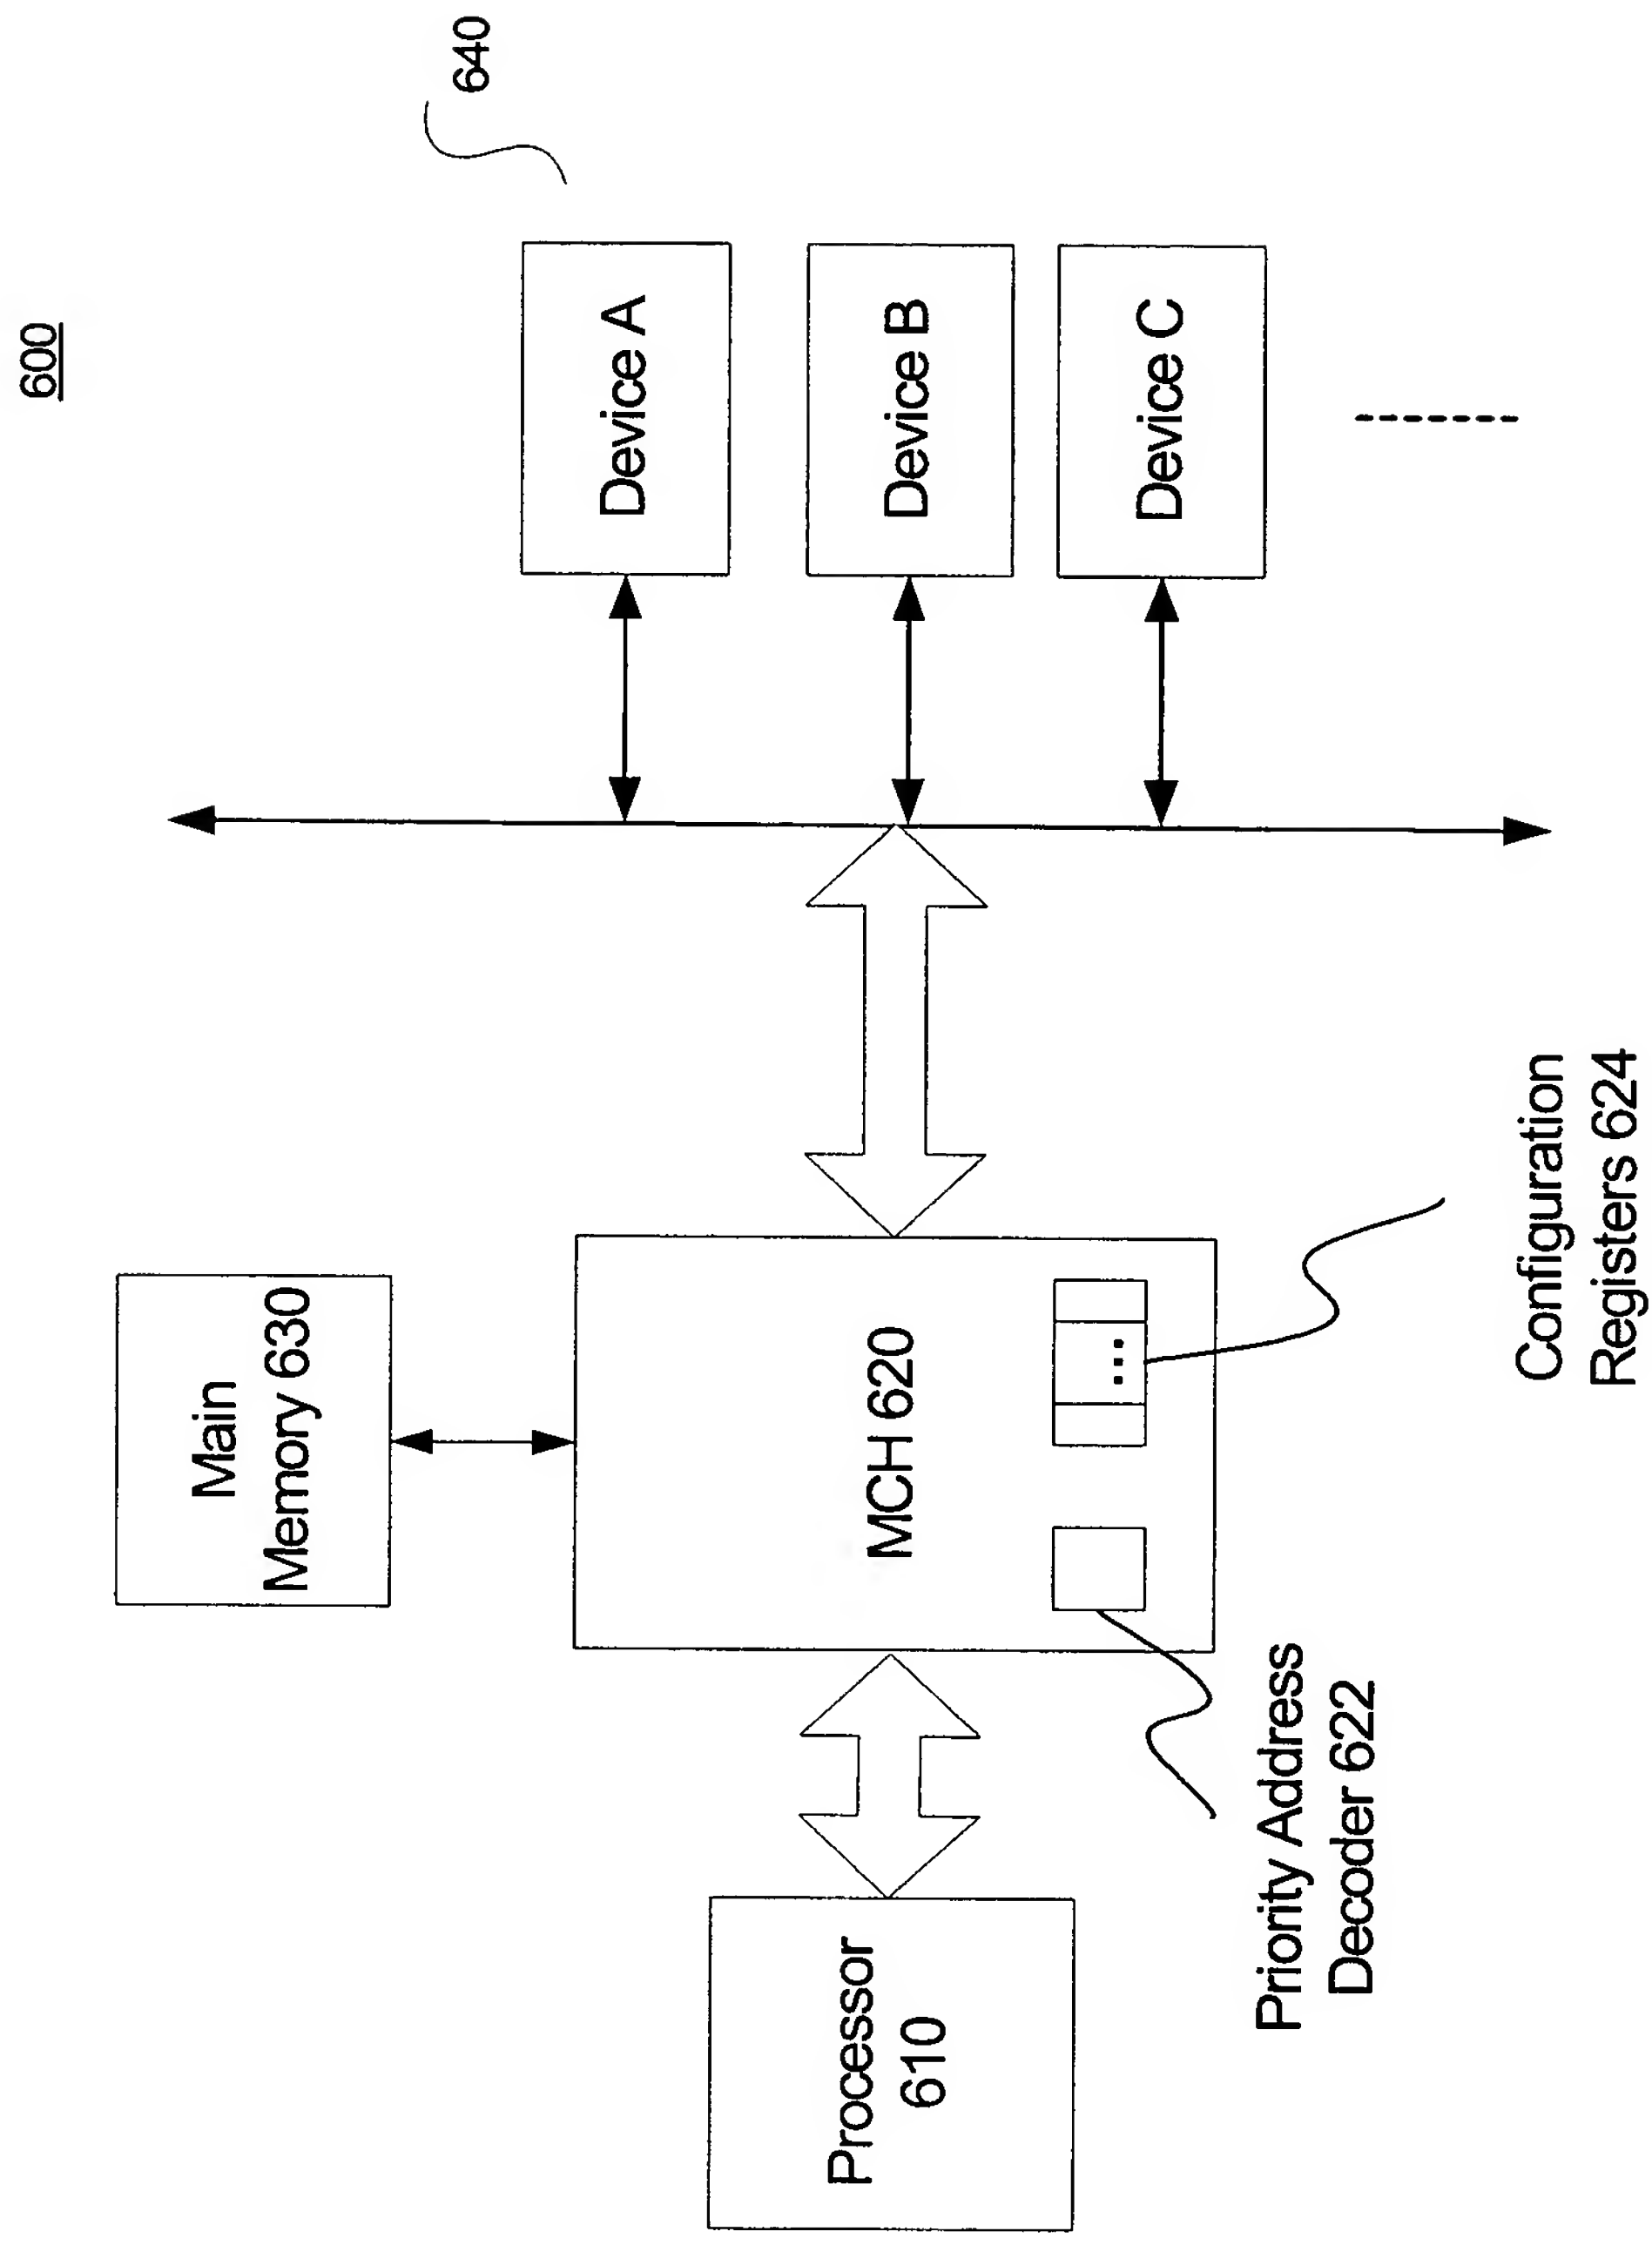 600
640
Main
Memory 630
Device A
Processor
610
MCH 620
Device B
Device C
Priority Address
Decoder 622
Configuration
Registers 624